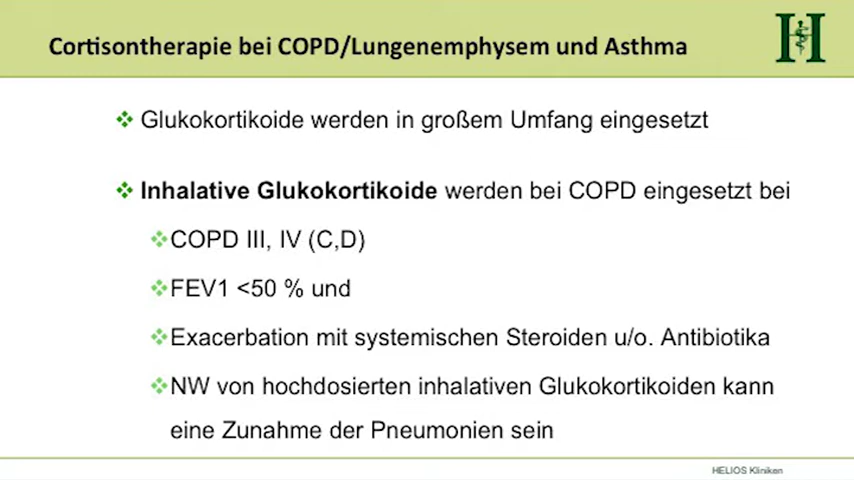 Cortisontherapie bei COPD/Lungenemphysem und Asthma
H
Glukokortikoide werden in großem Umfang eingesetzt
Inhalative Glukokortikoide werden bei COPD eingesetzt bei
COPD III, IV (C,D)
FEV1 <50 % und
Exacerbation mit systemischen Steroiden u/o. Antibiotika
NW von hochdosierten inhalativen Glukokortikoiden kann
eine Zunahme der Pneumonien sein
HELIOS Kliniken